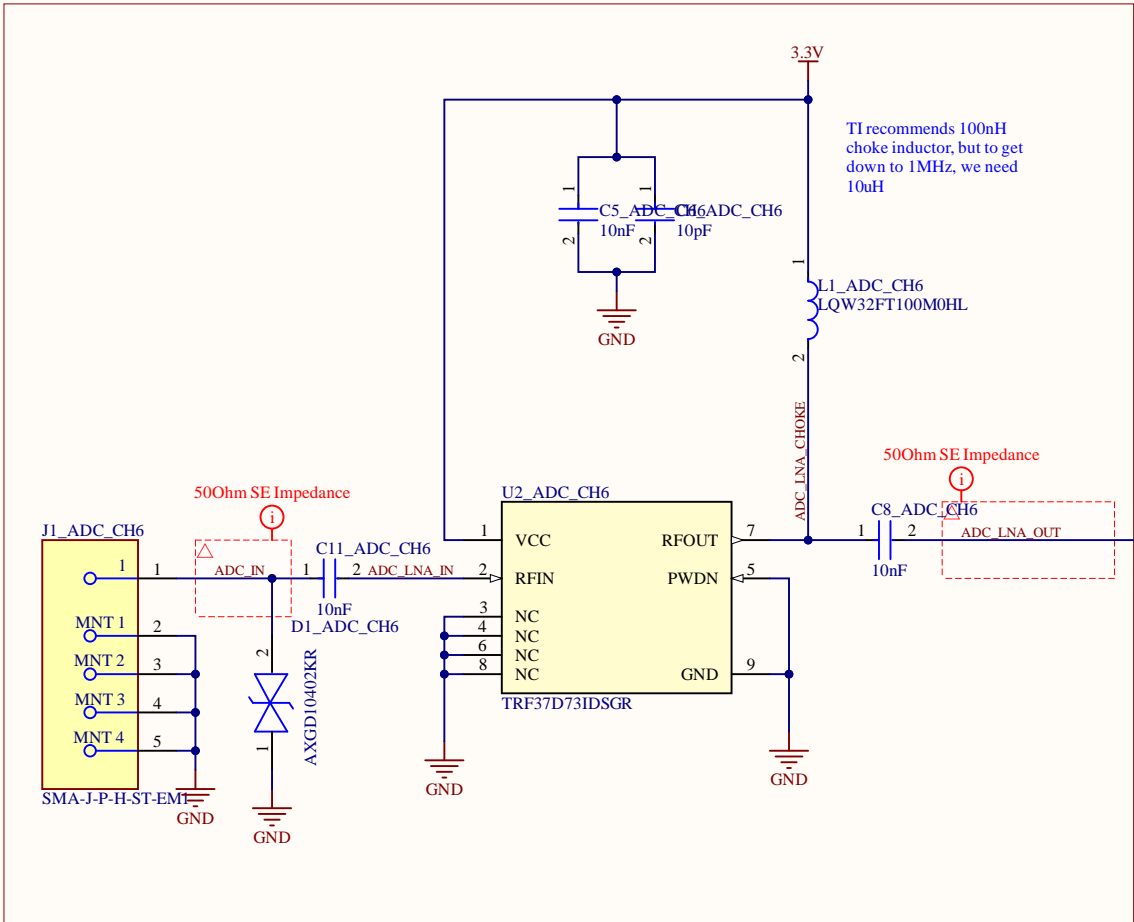 3.3V
TI recommends 100nH
choke inductor, but to get
down to 1MHz, we need
10uH
1
1
C5_ADC_CH6
C6_ADC_CH6
10nF
10pF
2
2
GND
1
L1_ADC_CH6
LQW32FT100M0HL
2
ADC_LNA_CHOKE
50Ohm SE Impedance
i
50Ohm SE Impedance
i
U2_ADC_CH6
C8_ADC_CH6
J1_ADC_CH6
1
VCC
RFOUT
7
1
2
ADC_LNA_OUT
10nF
C11_ADC_CH6
1
1
ADC_IN
1
2
ADC_LNA_IN
2
RFIN
PWDN
5
10nF
D1_ADC_CH6
3
NC
4
NC
6
NC
8
NC
GND
9
TRF37D73IDSGR
MNT 1
2
MNT 2
3
MNT 3
4
MNT 4
5
2
AXGD10402KR
1
SMA-J-P-H-ST-EM1
GND
GND
GND
GND